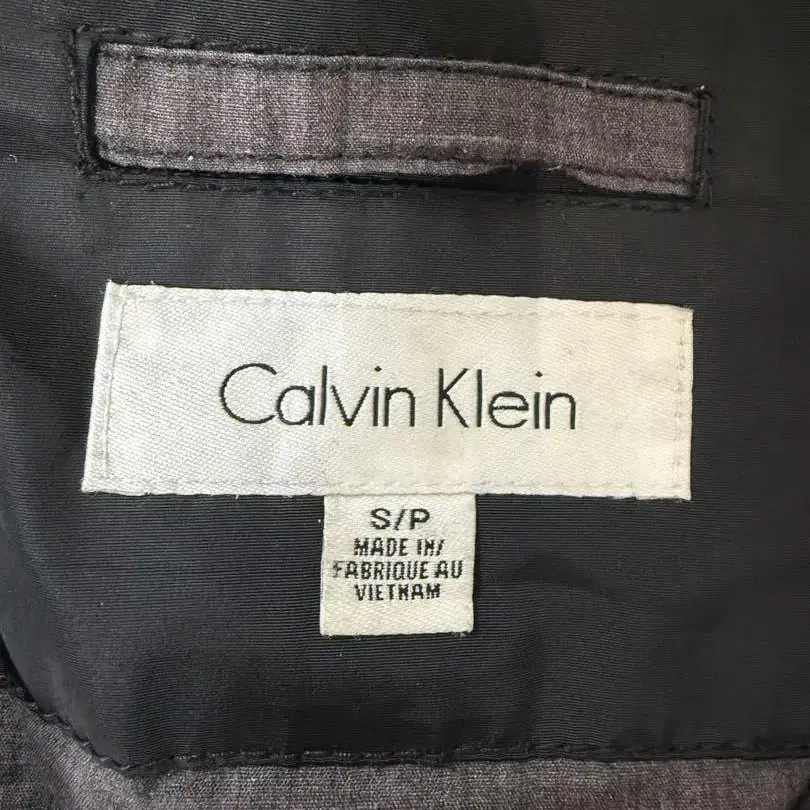 Calvin Klein
S/P
MADE IN/
FABRIQUE AU
VIETNAM